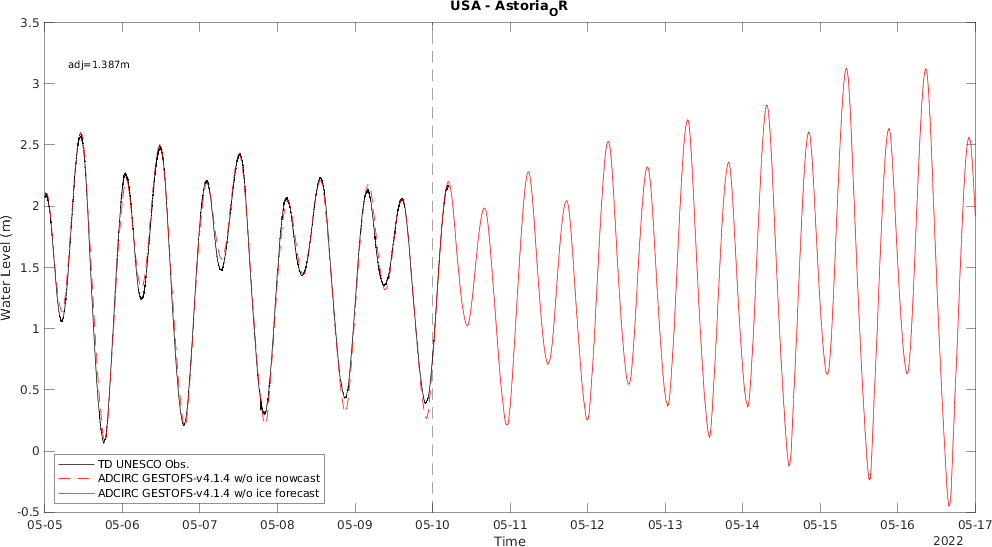 USA - AstoriaOR
adj=1.387m
3.5
3
2.5
2
1.5
1
0.5
0
-0.5
Water Level (m)
TD UNESCO Obs.
ADCIRC GESTOFS-v4.1.4 w/o ice nowcast
ADCIRC GESTOFS-v4.1.4 w/o ice forecast
05-05 05-06 05-07 05-08 05-09 05-10 05-11 05-12 05-13 05-14 05-15 05-16 05-17
Time
2022